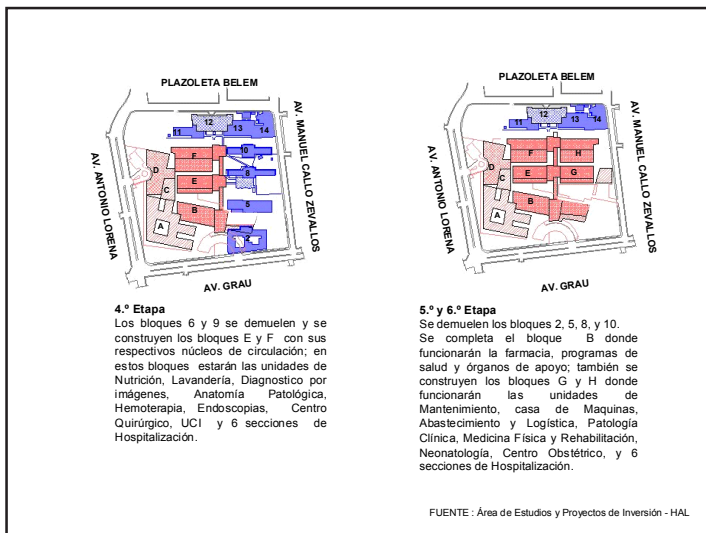 PLAZOLETA BELEM
AV. MANUEL CALLO ZEVALLOS
AV. ANTONIO LORENA
AV. GRAU
11
12
13
14
F
10
D
8
E
C
5
B
A
2
4.º Etapa
Los bloques 6 y 9 se demuelen y se
construyen los bloques E y F con sus
respectivos núcleos de circulación; en
estos bloques estarán las unidades de
Nutrición, Lavandería, Diagnostico por
imágenes, Anatomía Patológica,
Hemoterapia, Endoscopias, Centro
Quirúrgico, UCI y 6 secciones de
Hospitalización.
PLAZOLETA BELEM
AV. MANUEL CALLO ZEVALLOS
AV. ANTONIO LORENA
AV. GRAU
11
12
13
14
F
H
D
E
G
C
B
A
5.º y 6.º Etapa
Se demuelen los bloques 2, 5, 8, y 10.
Se completa el bloque B donde
funcionarán la farmacia, programas de
salud y órganos de apoyo; también se
construyen los bloques G y H donde
funcionarán las unidades de
Mantenimiento, casa de Maquinas,
Abastecimiento y Logística, Patología
Clínica, Medicina Física y Rehabilitación,
Neonatología, Centro Obstétrico, y 6
secciones de Hospitalización.
FUENTE : Área de Estudios y Proyectos de Inversión - HAL